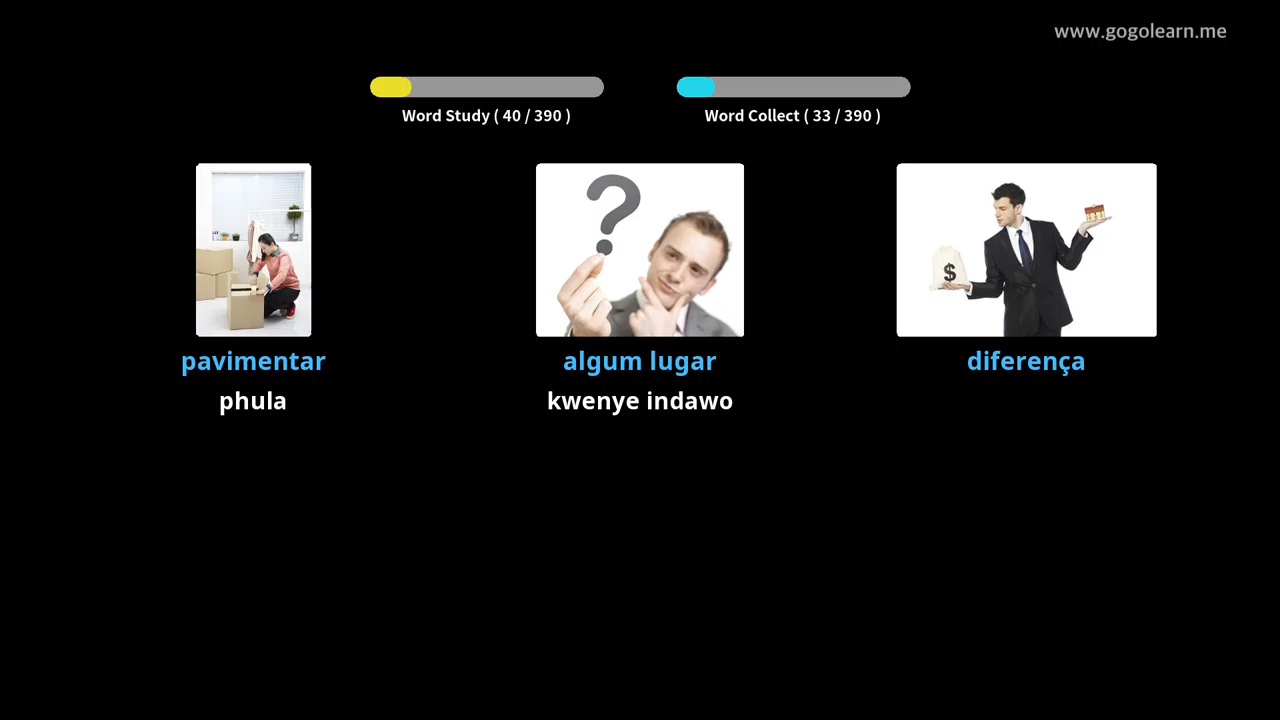 www.gogolearn.me
Word Study ( 40 / 390 )
Word Collect ( 33 / 390 )
pavimentar
phula
algum lugar
kwenye indawo
diferença
$